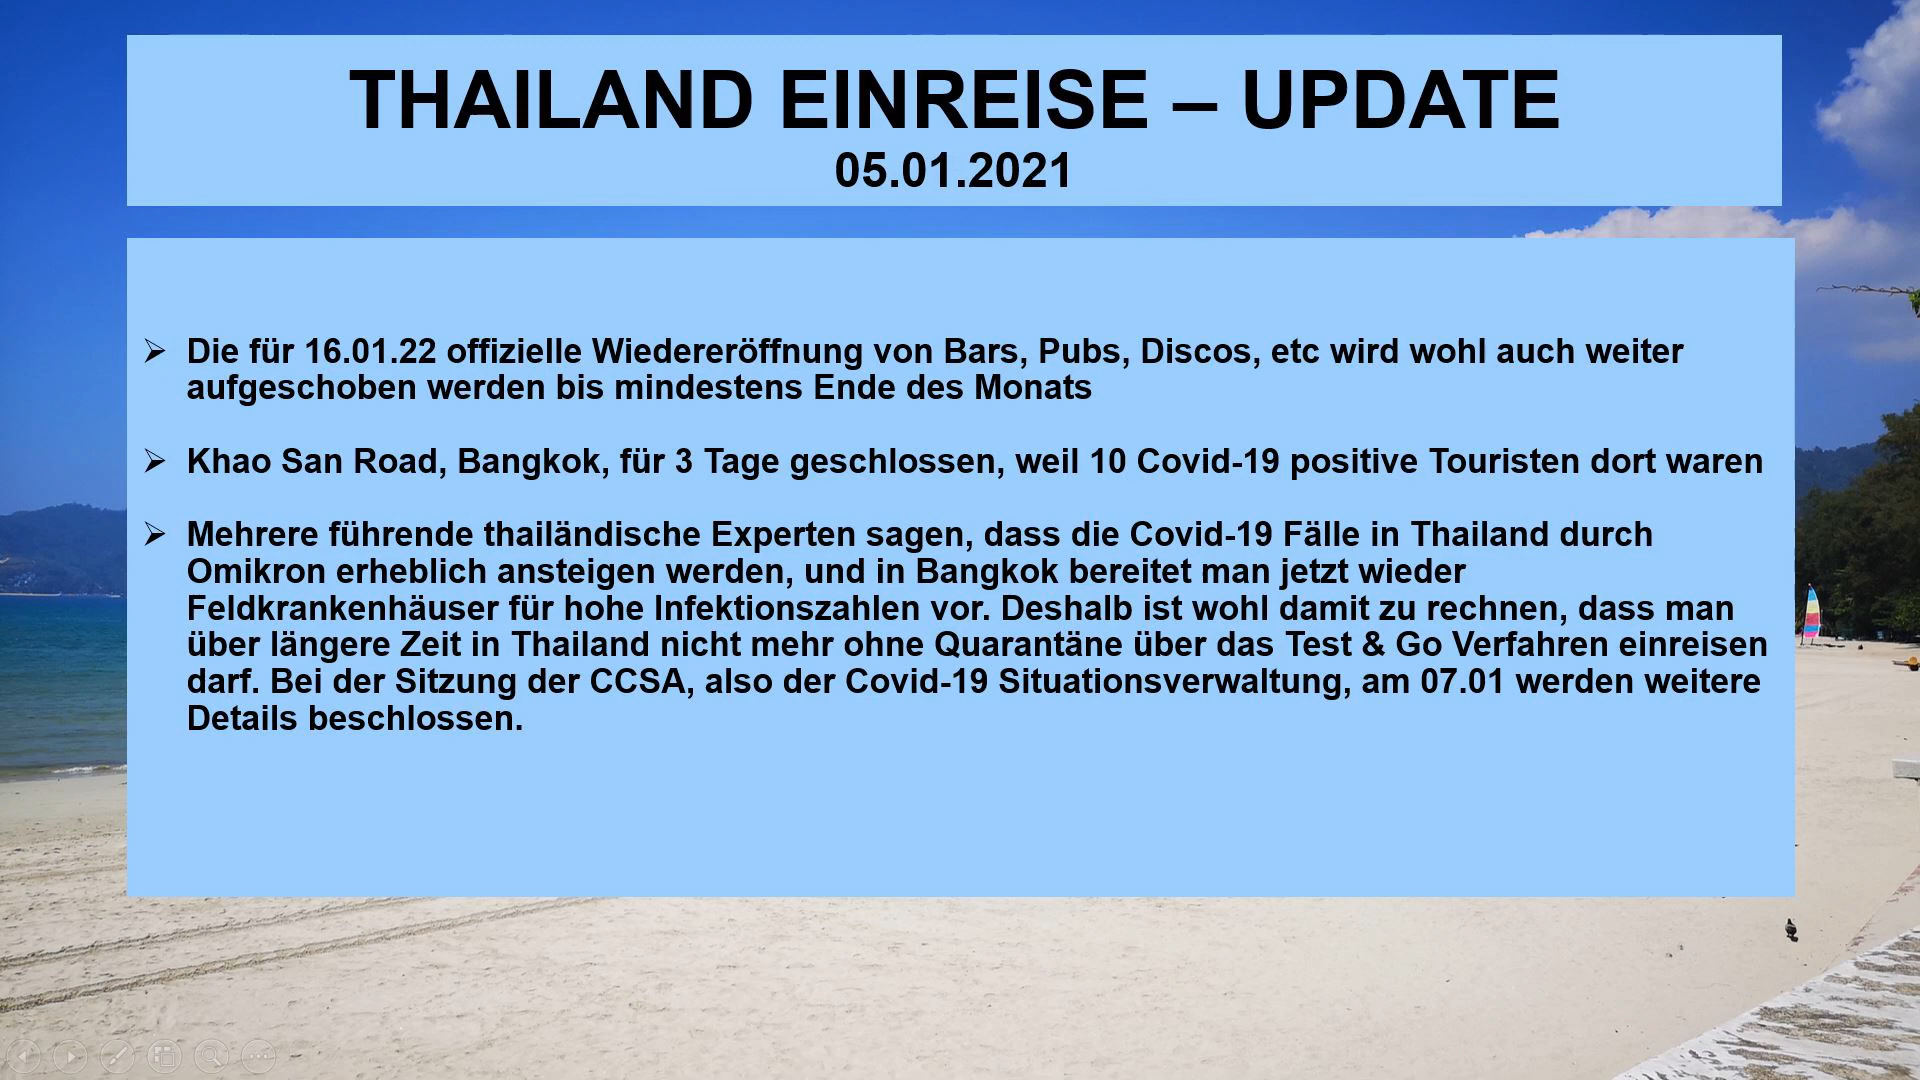 THAILAND EINREISE – UPDATE
05.01.2021
➢ Die für 16.01.22 offizielle Wiedereröffnung von Bars, Pubs, Discos, etc wird wohl auch weiter
aufgeschoben werden bis mindestens Ende des Monats
➢ Khao San Road, Bangkok, für 3 Tage geschlossen, weil 10 Covid-19 positive Touristen dort waren
➢ Mehrere führende thailändische Experten sagen, dass die Covid-19 Fälle in Thailand durch
Omikron erheblich ansteigen werden, und in Bangkok bereitet man jetzt wieder
Feldkrankenhäuser für hohe Infektionszahlen vor. Deshalb ist wohl damit zu rechnen, dass man
über längere Zeit in Thailand nicht mehr ohne Quarantäne über das Test & Go Verfahren einreisen
darf. Bei der Sitzung der CCSA, also der Covid-19 Situationsverwaltung, am 07.01 werden weitere
Details beschlossen.